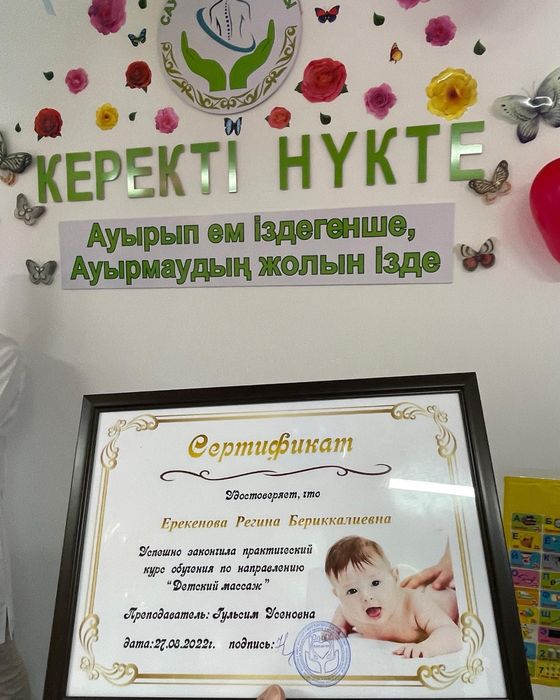 КЕРЕКТІ НҮКТЕ
Ауырып ем іздегенше,
Ауырмаудың жолын ізде
Сертификат
Удостоверяет, что
Ерекенова Регина Бериккалиевна
Успешно закончила практический
курс обучения по направлению
"Детский массаж"
Преподаватель: Гульсим Усеновна
дата:27.08.2022г. подпись: